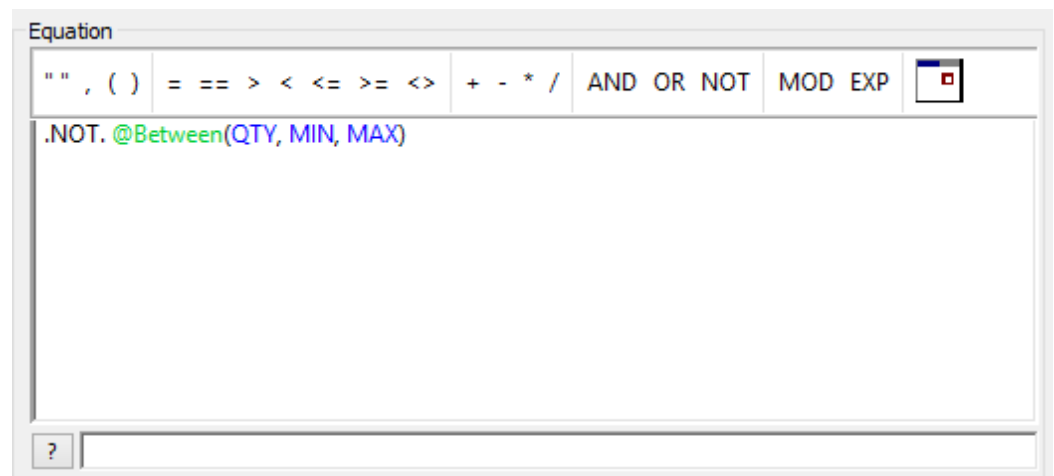 Equation
" " , ( ) = == > < <= >= <> + - * / AND OR NOT MOD EXP
.NOT. @Between(QTY, MIN, MAX)
?